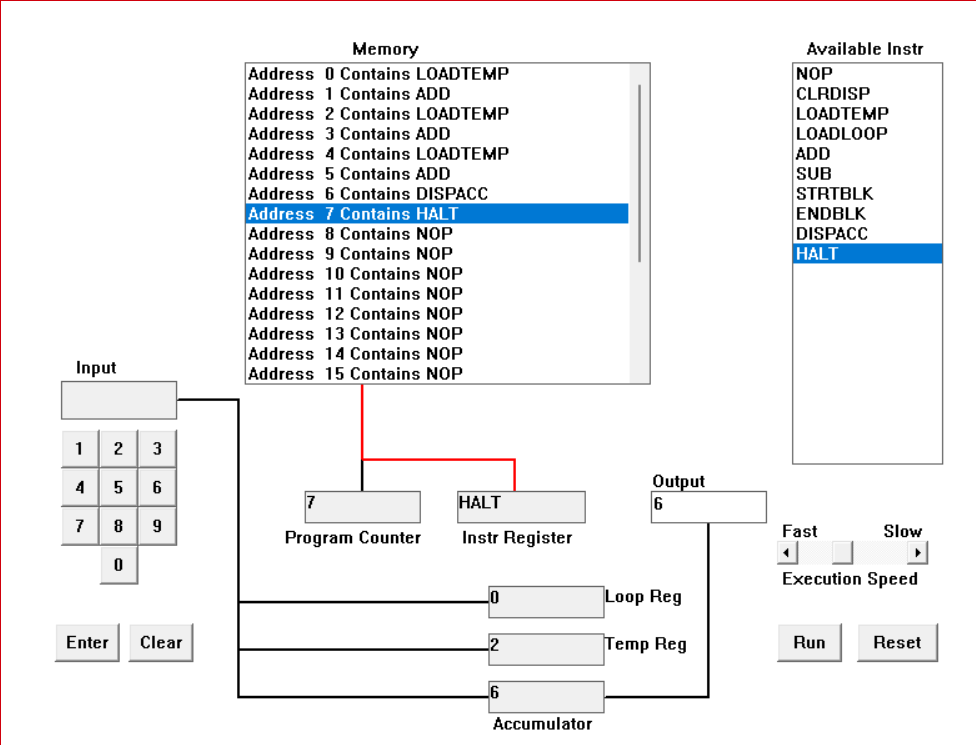 Memory
Available Instr
Address 0 Contains LOADTEMP
Address 1 Contains ADD
Address 2 Contains LOADTEMP
Address 3 Contains ADD
Address 4 Contains LOADTEMP
Address 5 Contains ADD
Address 6 Contains DISPACC
Address 7 Contains HALT
Address 8 Contains NOP
Address 9 Contains NOP
Address 10 Contains NOP
Address 11 Contains NOP
Address 12 Contains NOP
Address 13 Contains NOP
Address 14 Contains NOP
Address 15 Contains NOP
NOP
CLRDISP
LOADTEMP
LOADLOOP
ADD
SUB
STRTBLK
ENDBLK
DISPACC
HALT
Input
1 2 3
4 5 6
7 8 9
0
Enter Clear
7
Program Counter
HALT
Instr Register
Output
6
Fast Slow
Execution Speed
0 Loop Reg
2 Temp Reg
6
Accumulator
Run Reset